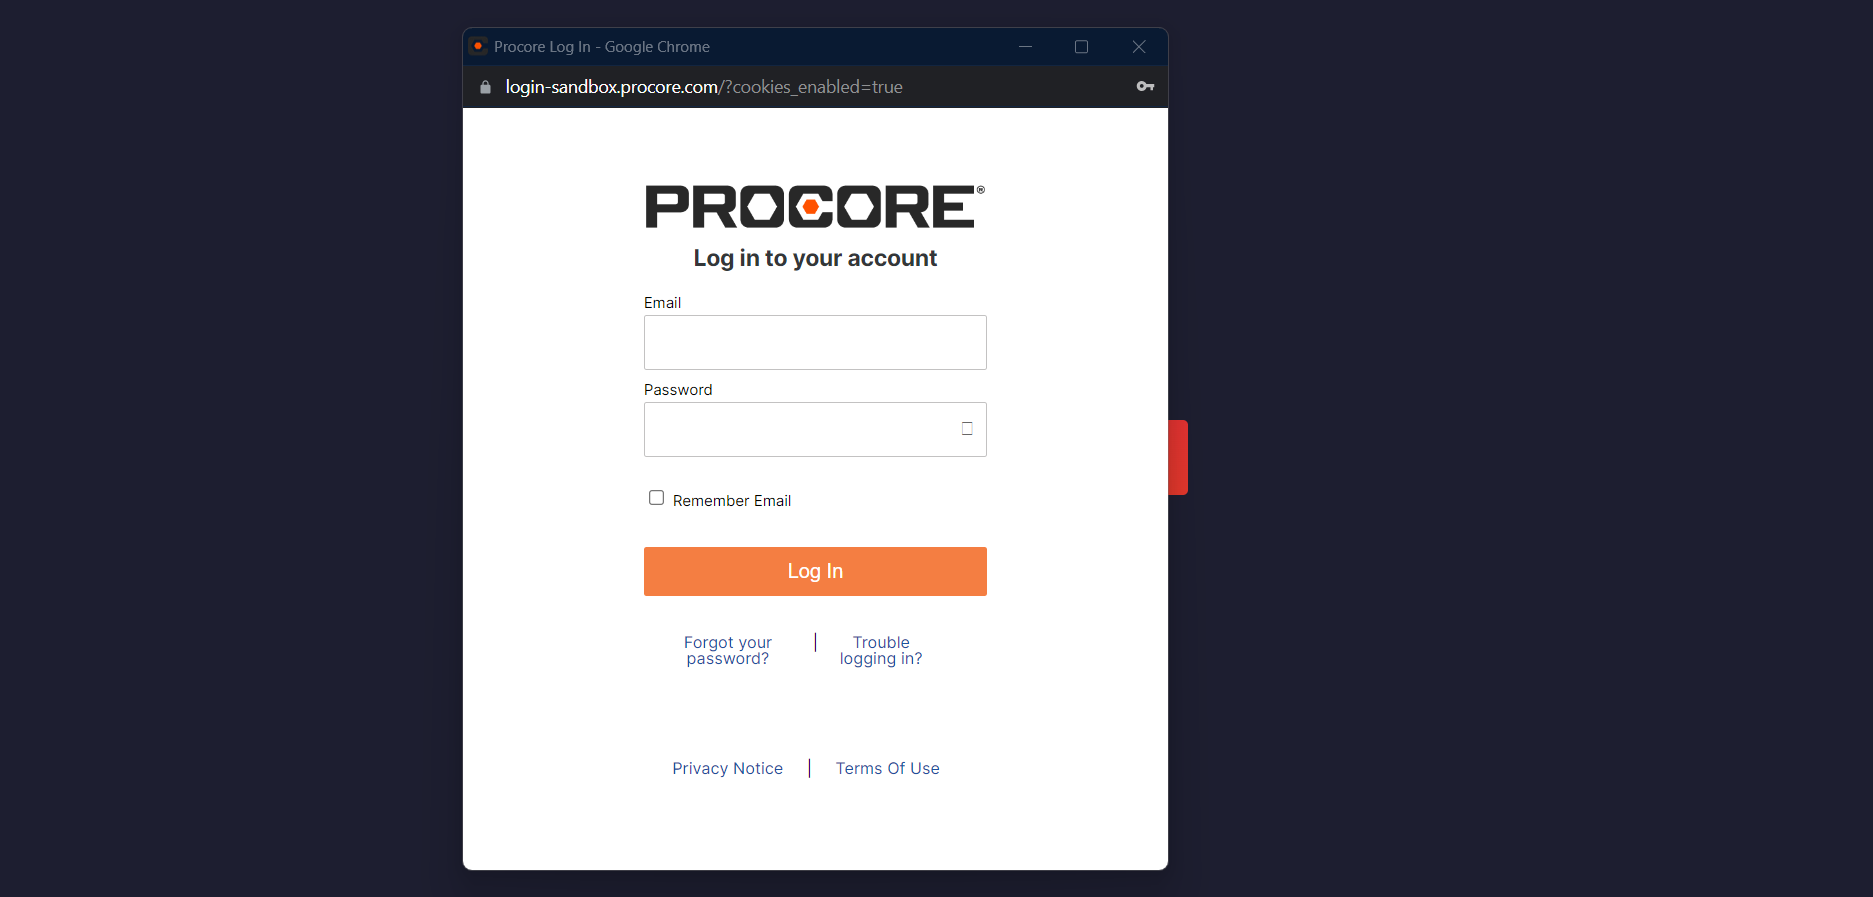 Procore Log In - Google Chrome
login-sandbox.procore.com/?cookies_enabled=true
PROCORE®
Log in to your account
Email
Password
Remember Email
Log In
Forgot your password?
|
Trouble logging in?
Privacy Notice | Terms Of Use